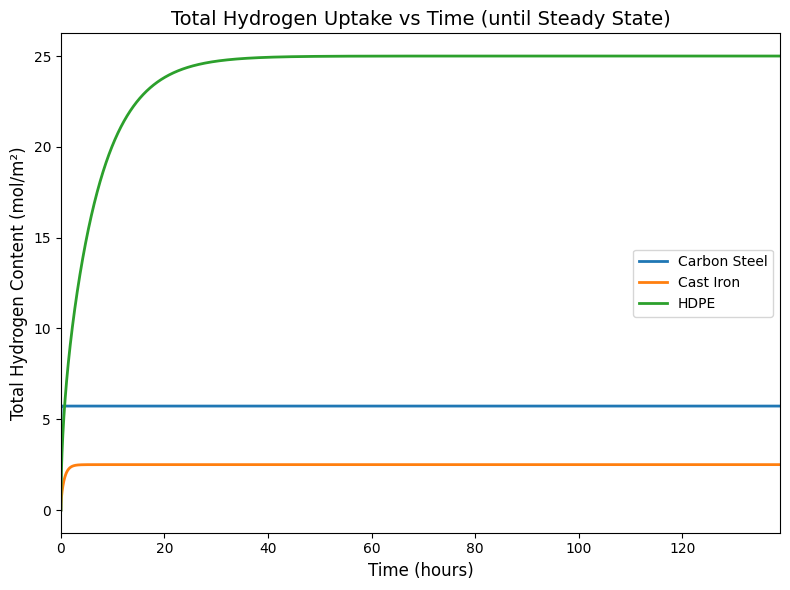 Total Hydrogen Uptake vs Time (until Steady State)
Total Hydrogen Content (mol/m²)
25
20
15
10
5
0
Carbon Steel
Cast Iron
HDPE
0 20 40 60 80 100 120
Time (hours)